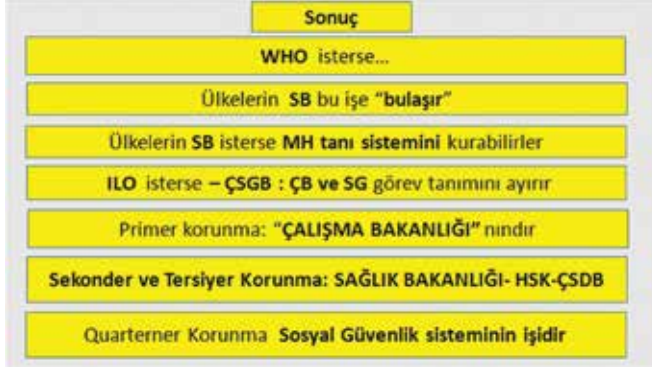 Sonuç
WHO isterse...
Ülkelerin SB bu işe “bulaşır”
Ülkelerin SB isterse MH tanı sistemini kurabilirler
ILO isterse – ÇSGB : ÇB ve SG görev tanımını ayırır
Primer korunma: “ÇALIŞMA BAKANLIĞI” nındır
Sekonder ve Tersiyer Korunma: SAĞLIK BAKANLIĞI- HSK-ÇSDB
Quarterner Korunma Sosyal Güvenlik sisteminin işidir